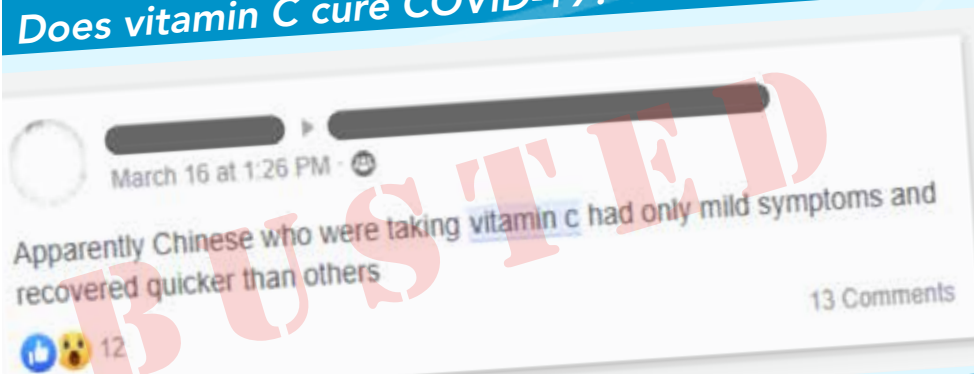 Does vitamin C cure COVID-19?
March 16 at 1:26 PM ·
Apparently Chinese who were taking vitamin c had only mild symptoms and
recovered quicker than others
12
13 Comments
BUSTED